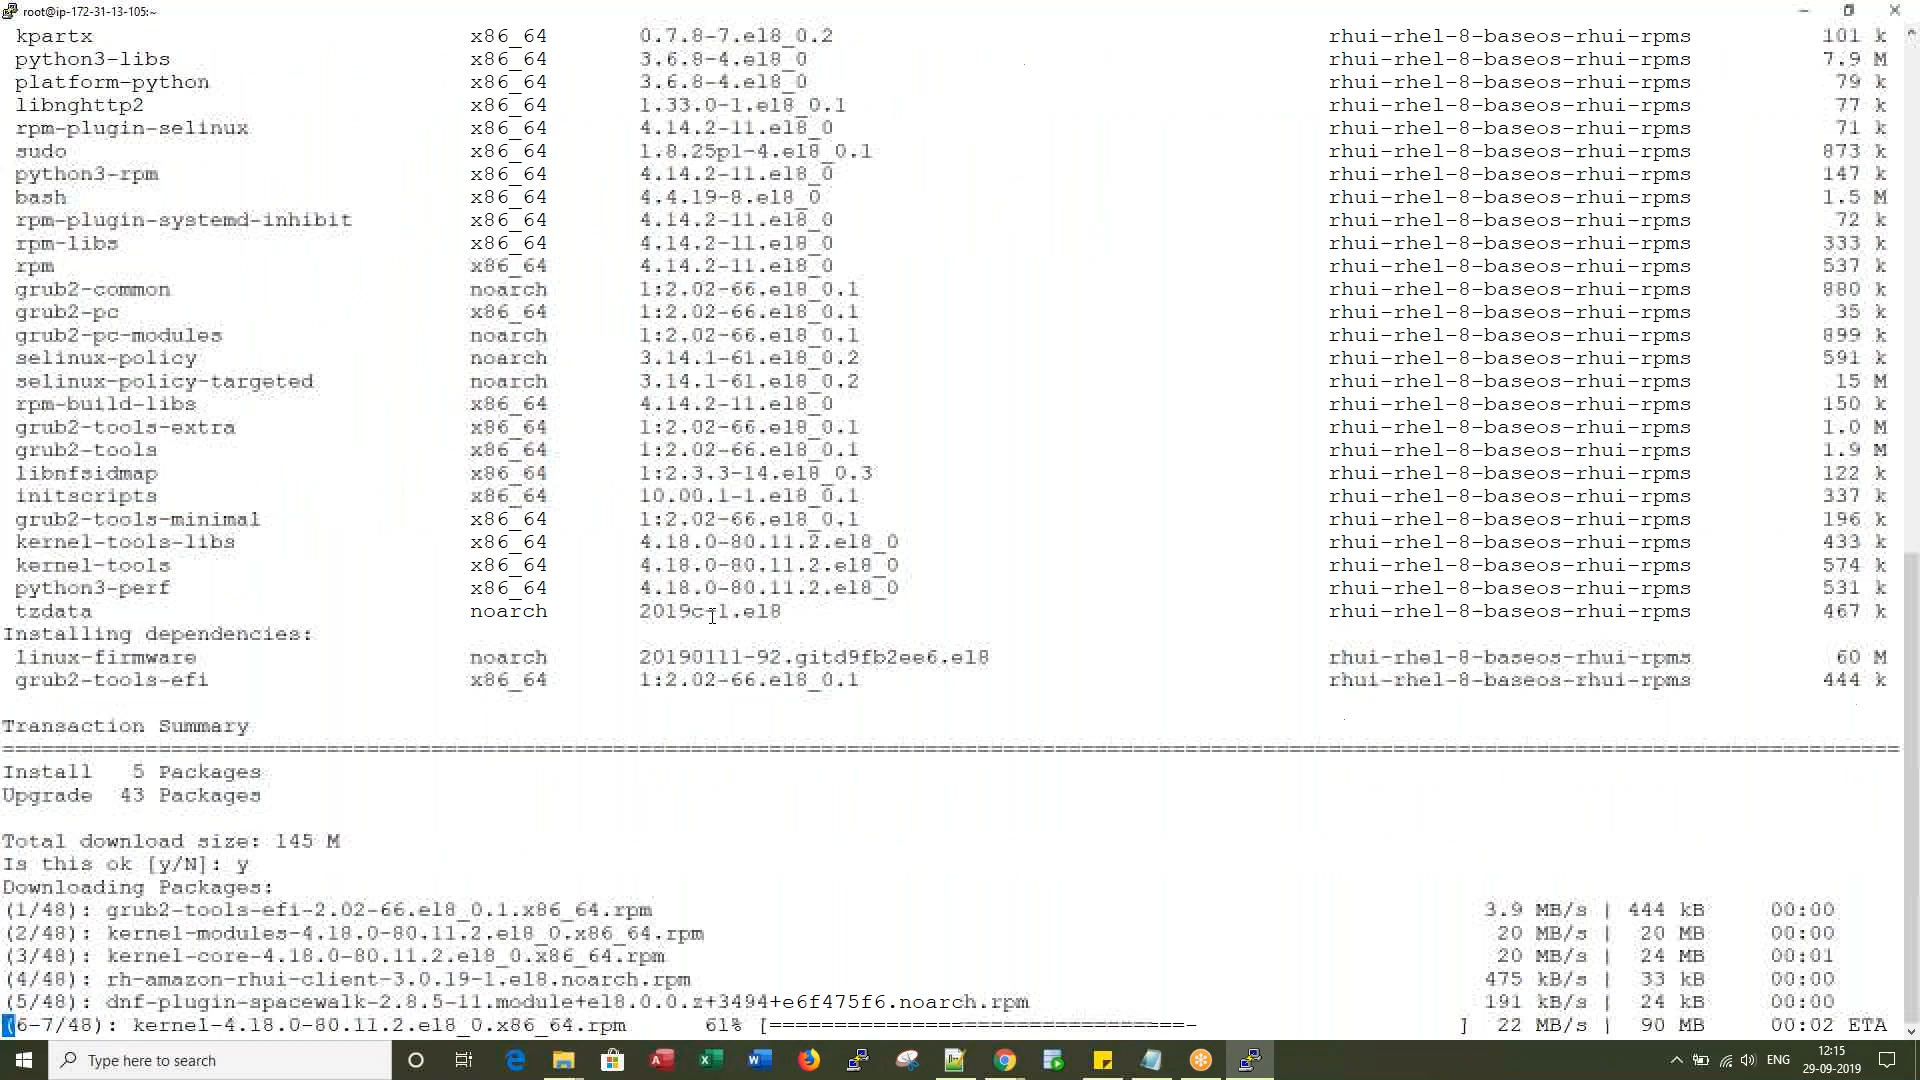 root@ip-172-31-13-105:~
kpartx x86_64 0.7.8-7.el8_0.2 rhui-rhel-8-baseos-rhui-rpms 101 k
python3-libs x86_64 3.6.8-4.el8_0 rhui-rhel-8-baseos-rhui-rpms 7.9 M
platform-python x86_64 3.6.8-4.el8_0 rhui-rhel-8-baseos-rhui-rpms 79 k
libnghttp2 x86_64 1.33.0-1.el8_0.1 rhui-rhel-8-baseos-rhui-rpms 77 k
rpm-plugin-selinux x86_64 4.14.2-11.el8_0 rhui-rhel-8-baseos-rhui-rpms 71 k
sudo x86_64 1.8.25p1-4.el8_0.1 rhui-rhel-8-baseos-rhui-rpms 873 k
python3-rpm x86_64 4.14.2-11.el8_0 rhui-rhel-8-baseos-rhui-rpms 147 k
bash x86_64 4.4.19-8.el8_0 rhui-rhel-8-baseos-rhui-rpms 1.5 M
rpm-plugin-systemd-inhibit x86_64 4.14.2-11.el8_0 rhui-rhel-8-baseos-rhui-rpms 72 k
rpm-libs x86_64 4.14.2-11.el8_0 rhui-rhel-8-baseos-rhui-rpms 333 k
rpm x86_64 4.14.2-11.el8_0 rhui-rhel-8-baseos-rhui-rpms 537 k
grub2-common noarch 1:2.02-66.el8_0.1 rhui-rhel-8-baseos-rhui-rpms 880 k
grub2-pc x86_64 1:2.02-66.el8_0.1 rhui-rhel-8-baseos-rhui-rpms 35 k
grub2-pc-modules noarch 1:2.02-66.el8_0.1 rhui-rhel-8-baseos-rhui-rpms 899 k
selinux-policy noarch 3.14.1-61.el8_0.2 rhui-rhel-8-baseos-rhui-rpms 591 k
selinux-policy-targeted noarch 3.14.1-61.el8_0.2 rhui-rhel-8-baseos-rhui-rpms 15 M
rpm-build-libs x86_64 4.14.2-11.el8_0 rhui-rhel-8-baseos-rhui-rpms 150 k
grub2-tools-extra x86_64 1:2.02-66.el8_0.1 rhui-rhel-8-baseos-rhui-rpms 1.0 M
grub2-tools x86_64 1:2.02-66.el8_0.1 rhui-rhel-8-baseos-rhui-rpms 1.9 M
libnfsidmap x86_64 1:2.3.3-14.el8_0.3 rhui-rhel-8-baseos-rhui-rpms 122 k
initscripts x86_64 10.00.1-1.el8_0.1 rhui-rhel-8-baseos-rhui-rpms 337 k
grub2-tools-minimal x86_64 1:2.02-66.el8_0.1 rhui-rhel-8-baseos-rhui-rpms 196 k
kernel-tools-libs x86_64 4.18.0-80.11.2.el8_0 rhui-rhel-8-baseos-rhui-rpms 433 k
kernel-tools x86_64 4.18.0-80.11.2.el8_0 rhui-rhel-8-baseos-rhui-rpms 574 k
python3-perf x86_64 4.18.0-80.11.2.el8_0 rhui-rhel-8-baseos-rhui-rpms 531 k
tzdata noarch 2019c-1.el8 rhui-rhel-8-baseos-rhui-rpms 467 k
Installing dependencies:
linux-firmware noarch 20190111-92.gitd9fb2ee6.el8 rhui-rhel-8-baseos-rhui-rpms 60 M
grub2-tools-efi x86_64 1:2.02-66.el8_0.1 rhui-rhel-8-baseos-rhui-rpms 444 k
Transaction Summary
================================================================================
Install 5 Packages
Upgrade 43 Packages
Total download size: 145 M
Is this ok [y/N]: y
Downloading Packages:
(1/48): grub2-tools-efi-2.02-66.el8_0.1.x86_64.rpm 3.9 MB/s | 444 kB 00:00
(2/48): kernel-modules-4.18.0-80.11.2.el8_0.x86_64.rpm 20 MB/s | 20 MB 00:00
(3/48): kernel-core-4.18.0-80.11.2.el8_0.x86_64.rpm 20 MB/s | 24 MB 00:01
(4/48): rh-amazon-rhui-client-3.0.19-1.el8.noarch.rpm 475 kB/s | 33 kB 00:00
(5/48): dnf-plugin-spacewalk-2.8.5-11.module+el8.0.0.z+3494+e6f475f6.noarch.rpm 191 kB/s | 24 kB 00:00
(6-7/48): kernel-4.18.0-80.11.2.el8_0.x86_64.rpm 61% [================================- ] 22 MB/s | 90 MB 00:02 ETA
Type here to search
ENG
12:15
29-09-2019